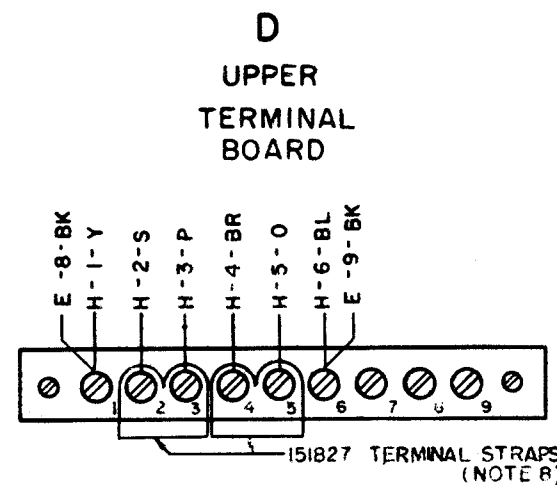 D
UPPER
TERMINAL
BOARD
E-8-BK
H-1-Y
H-2-S
H-3-P
H-4-BR
H-5-O
H-6-BL
E-9-BK
1 2 3 4 5 6 7 8 9
151827 TERMINAL STRAPS
(NOTE 8)